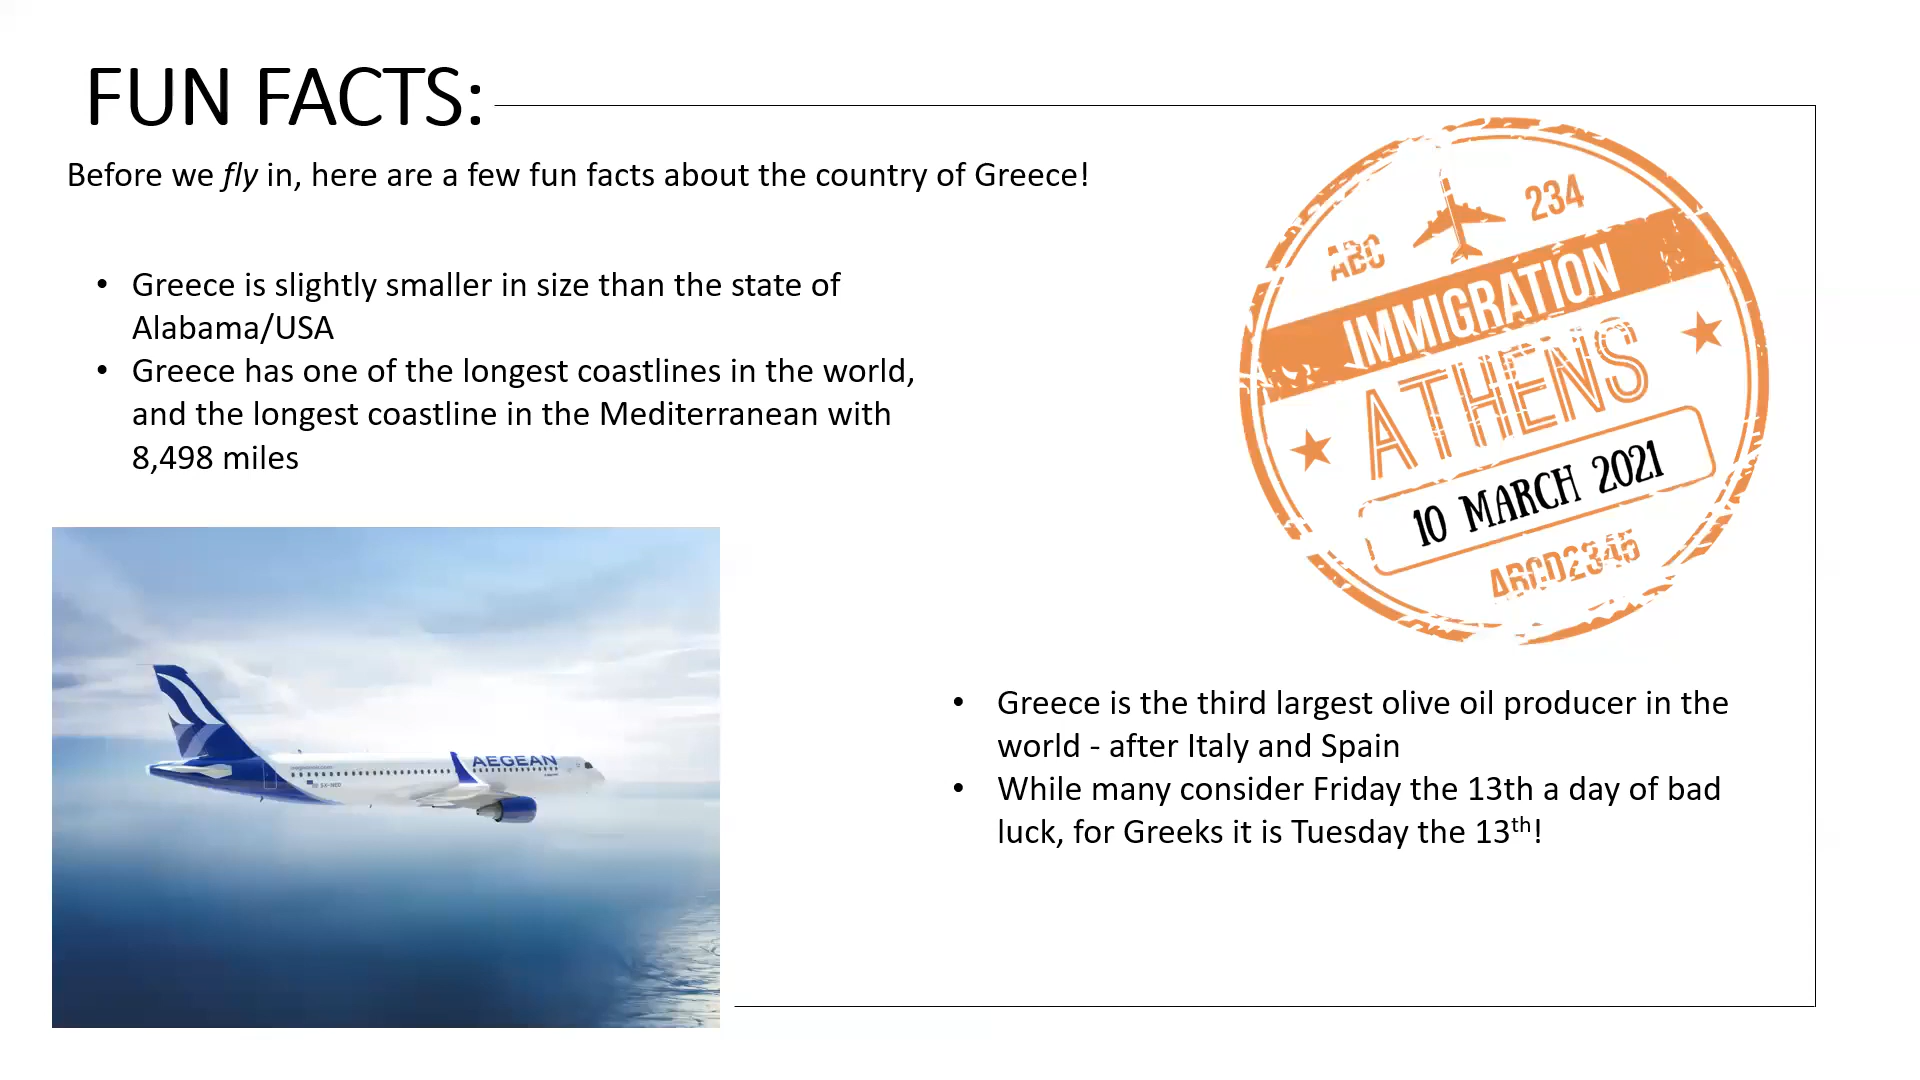 FUN FACTS:
Before we fly in, here are a few fun facts about the country of Greece!
• Greece is slightly smaller in size than the state of
Alabama/USA
• Greece has one of the longest coastlines in the world,
and the longest coastline in the Mediterranean with
8,498 miles
ABC
234
IMMIGRATION
ATHENS
10 MARCH 2021
ABCD2345
AEGEAN
• Greece is the third largest olive oil producer in the
world - after Italy and Spain
• While many consider Friday the 13th a day of bad
luck, for Greeks it is Tuesday the 13th!